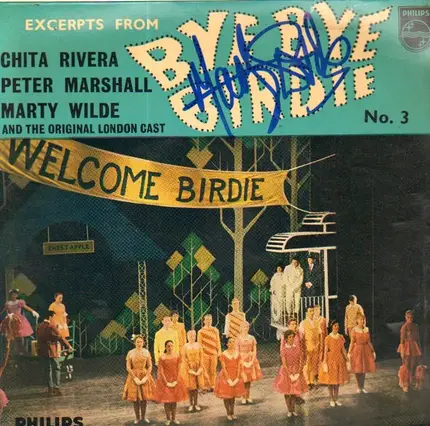 EXCERPTS FROM
BYE BYE
BIRDIE
PHILIPS
CHITA RIVERA
PETER MARSHALL
MARTY WILDE
AND THE ORIGINAL LONDON CAST
No. 3
WELCOME BIRDIE
SWEET APPLE
PHILIPS